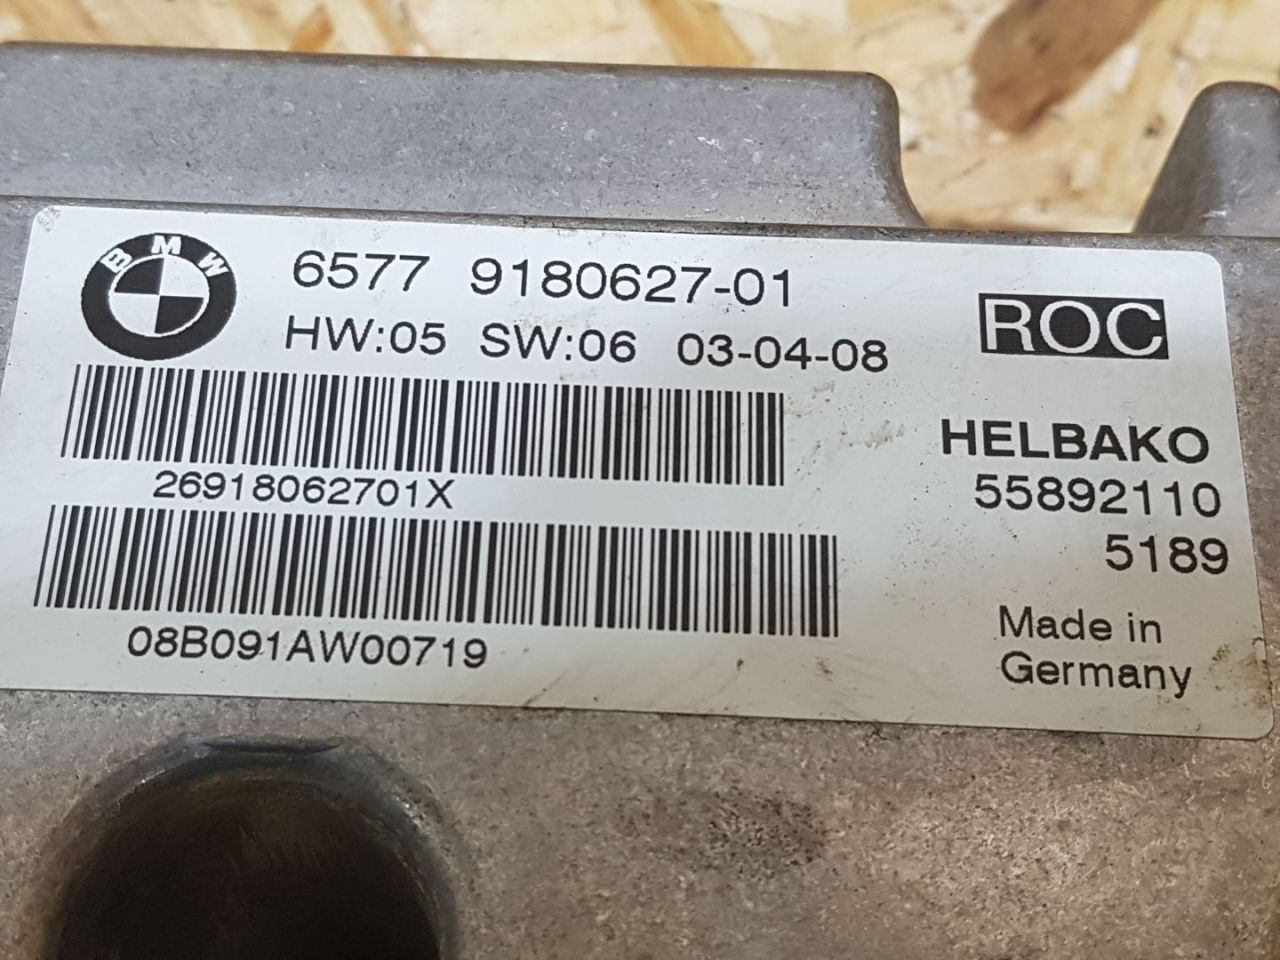 BMW
6577 9180627-01
HW:05 SW:06 03-04-08
ROC
26918062701X
08B091AW00719
HELBAKO
55892110
5189
Made in
Germany